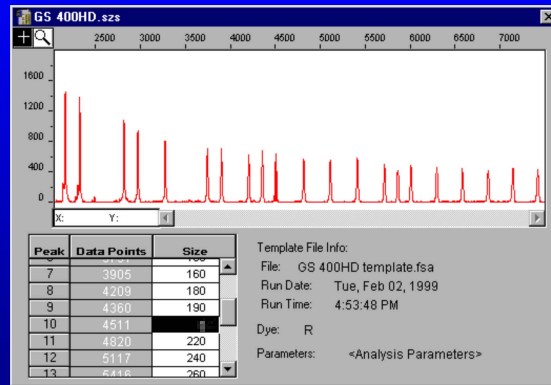 GS 400HD.szs
2500 3000 3500 4000 4500 5000 5500 6000 6500 7000
1600
1200
800
400
0
X: Y:
Peak Data Points Size
7 3905 160
8 4209 180
9 4360 190
10 4511
11 4820 220
12 5117 240
13 5416 260
Template File Info:
File: GS 400HD template.fsa
Run Date: Tue, Feb 02, 1999
Run Time: 4:53:48 PM
Dye: R
Parameters: <Analysis Parameters>